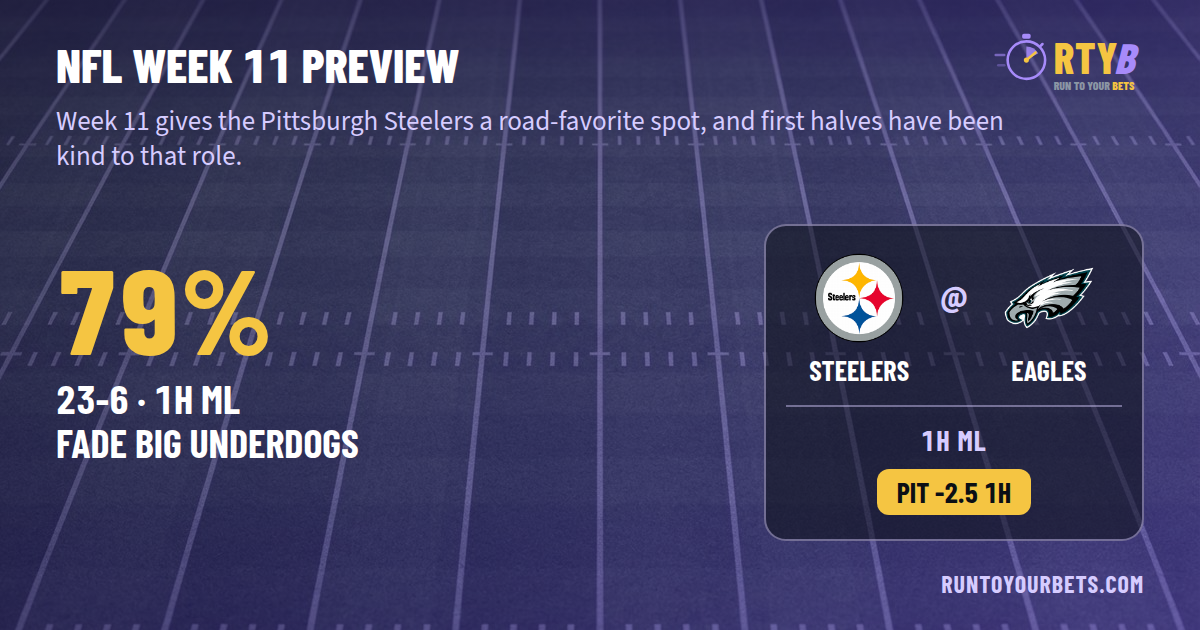 NFL WEEK 11 PREVIEW
RTYB
RUN TO YOUR BETS
Week 11 gives the Pittsburgh Steelers a road-favorite spot, and first halves have been
kind to that role.
79%
23-6 · 1H ML
FADE BIG UNDERDOGS
Steelers
@
STEELERS
EAGLES
1H ML
PIT -2.5 1H
RUNTOYOURBETS.COM